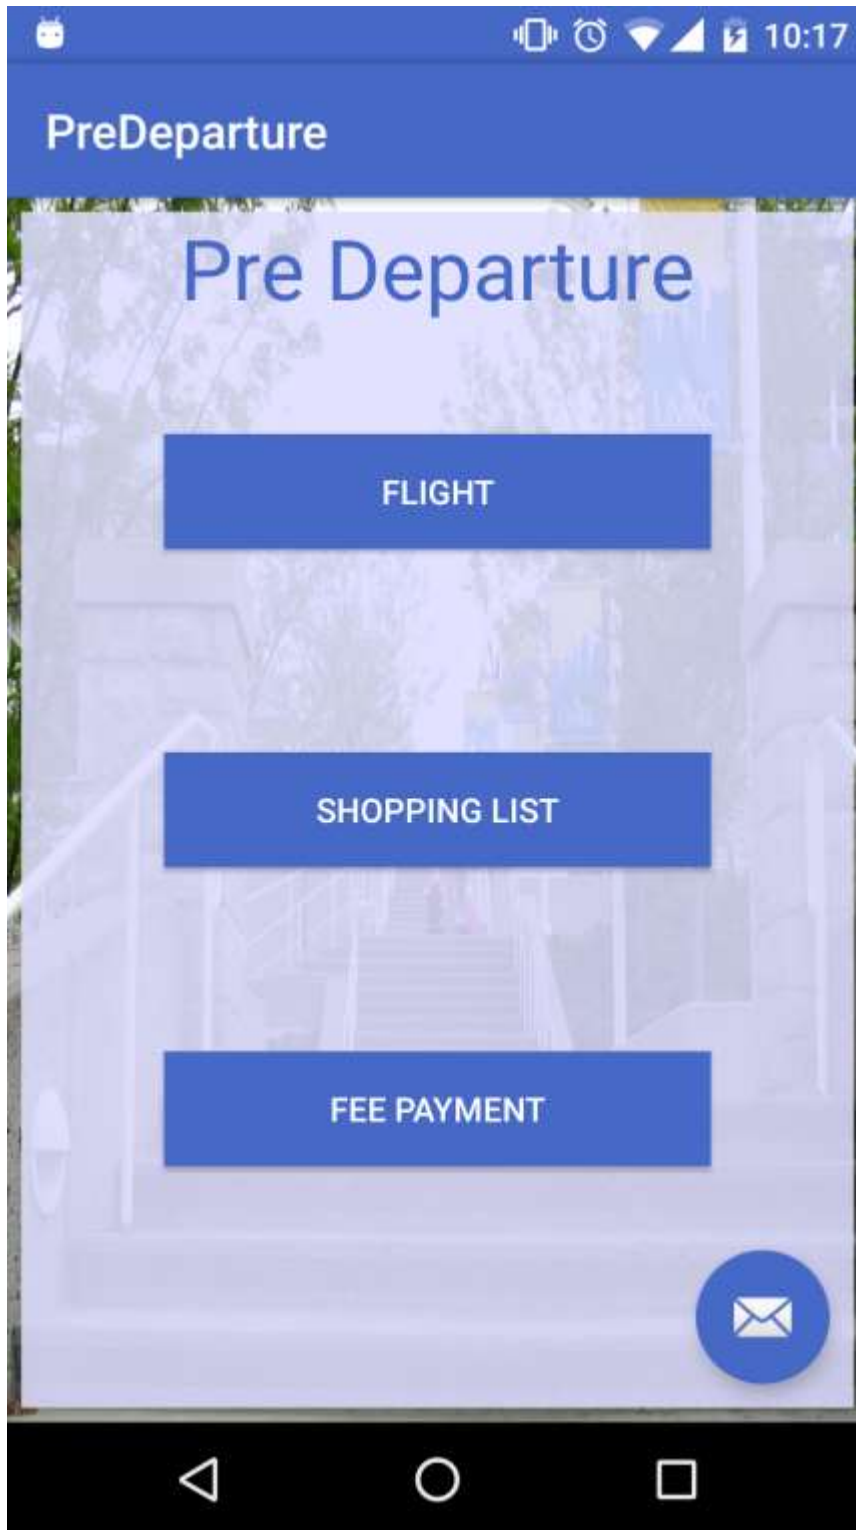 10:17
PreDeparture
Pre Departure
FLIGHT
SHOPPING LIST
FEE PAYMENT